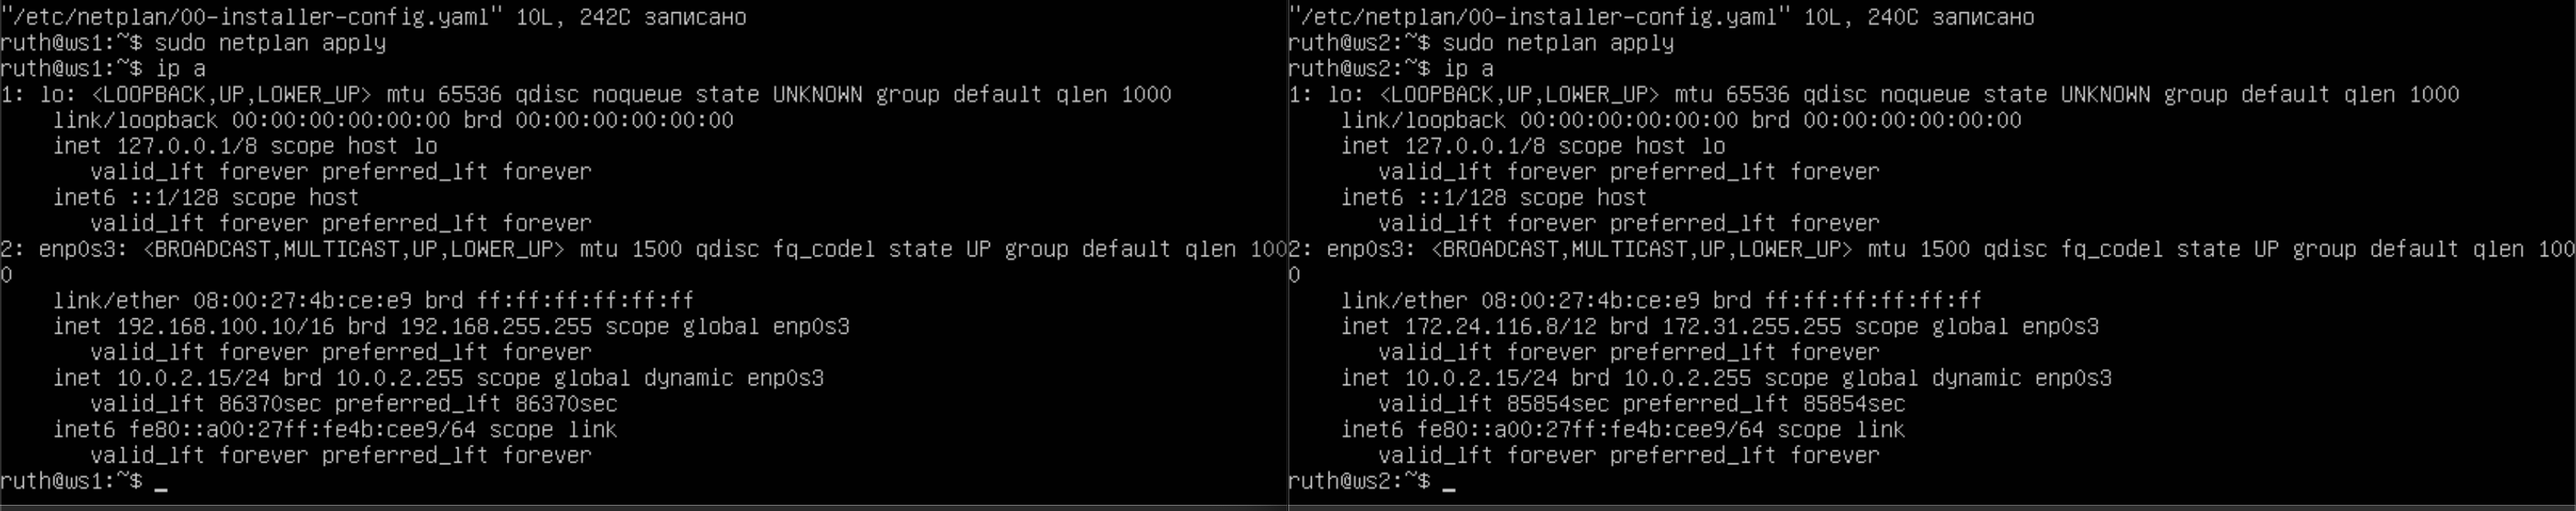 "/etc/netplan/00-installer-config.yaml" 10L, 242C записано
ruth@ws1:~$ sudo netplan apply
ruth@ws1:~$ ip a
1: lo: <LOOPBACK,UP,LOWER_UP> mtu 65536 qdisc noqueue state UNKNOWN group default qlen 1000
    link/loopback 00:00:00:00:00:00 brd 00:00:00:00:00:00
    inet 127.0.0.1/8 scope host lo
       valid_lft forever preferred_lft forever
    inet6 ::1/128 scope host
       valid_lft forever preferred_lft forever
2: enp0s3: <BROADCAST,MULTICAST,UP,LOWER_UP> mtu 1500 qdisc fq_codel state UP group default qlen 100
0
    link/ether 08:00:27:4b:ce:e9 brd ff:ff:ff:ff:ff:ff
    inet 192.168.100.10/16 brd 192.168.255.255 scope global enp0s3
       valid_lft forever preferred_lft forever
    inet 10.0.2.15/24 brd 10.0.2.255 scope global dynamic enp0s3
       valid_lft 86370sec preferred_lft 86370sec
    inet6 fe80::a00:27ff:fe4b:cee9/64 scope link
       valid_lft forever preferred_lft forever
ruth@ws1:~$ _
"/etc/netplan/00-installer-config.yaml" 10L, 240C записано
ruth@ws2:~$ sudo netplan apply
ruth@ws2:~$ ip a
1: lo: <LOOPBACK,UP,LOWER_UP> mtu 65536 qdisc noqueue state UNKNOWN group default qlen 1000
    link/loopback 00:00:00:00:00:00 brd 00:00:00:00:00:00
    inet 127.0.0.1/8 scope host lo
       valid_lft forever preferred_lft forever
    inet6 ::1/128 scope host
       valid_lft forever preferred_lft forever
2: enp0s3: <BROADCAST,MULTICAST,UP,LOWER_UP> mtu 1500 qdisc fq_codel state UP group default qlen 100
0
    link/ether 08:00:27:4b:ce:e9 brd ff:ff:ff:ff:ff:ff
    inet 172.24.116.8/12 brd 172.31.255.255 scope global enp0s3
       valid_lft forever preferred_lft forever
    inet 10.0.2.15/24 brd 10.0.2.255 scope global dynamic enp0s3
       valid_lft 85854sec preferred_lft 85854sec
    inet6 fe80::a00:27ff:fe4b:cee9/64 scope link
       valid_lft forever preferred_lft forever
ruth@ws2:~$ _